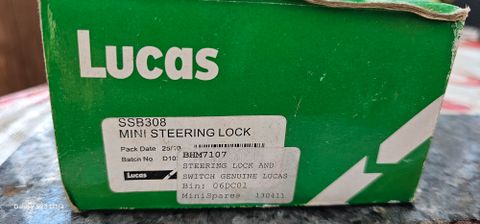 Lucas
SSB308
MINI STEERING LOCK
Pack Date
Batch No
Lucas
BHM7107
STEERING LOCK AND
SWITCH GENUINE LUCAS
Bin: 06DC01
MiniSpares 130411